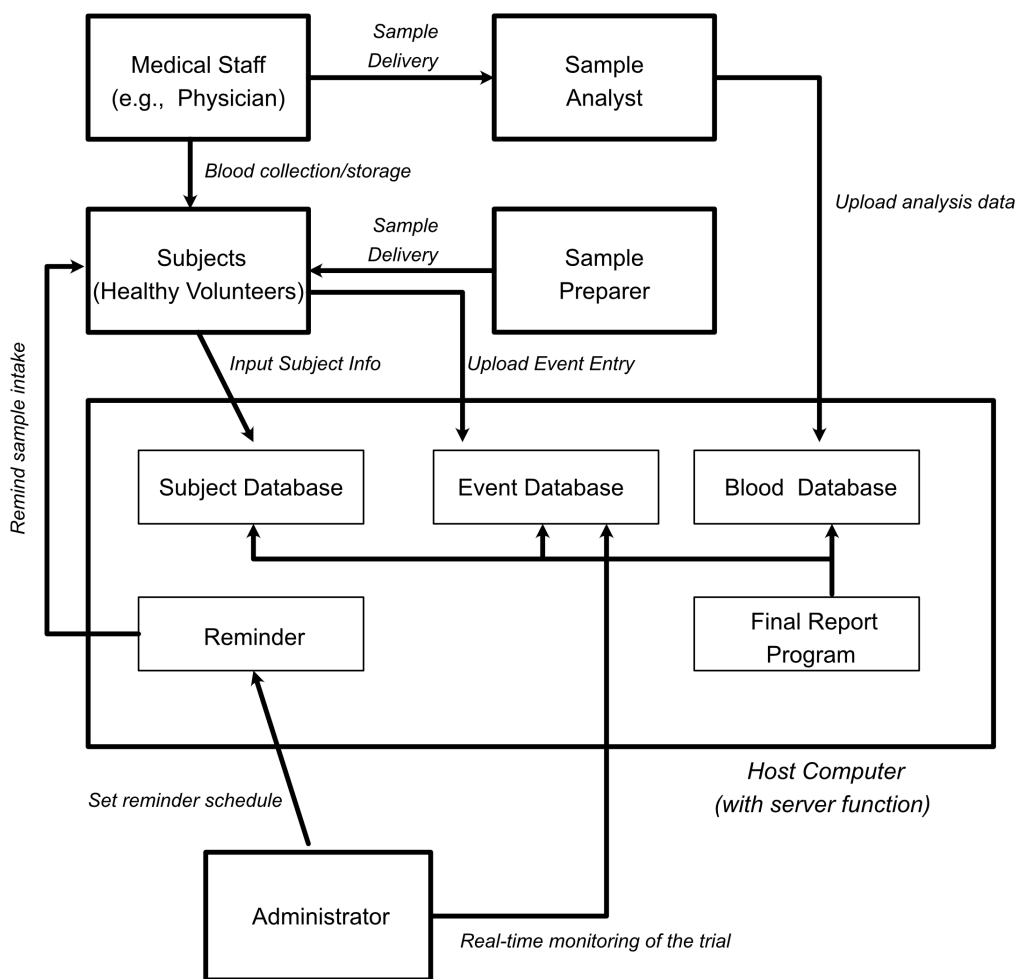 Medical Staff
(e.g., Physician)
Sample
Delivery
Sample
Analyst
Blood collection/storage
Upload analysis data
Subjects
(Healthy Volunteers)
Sample
Delivery
Sample
Preparer
Remind sample intake
Input Subject Info
Upload Event Entry
Subject Database
Event Database
Blood Database
Reminder
Final Report
Program
Host Computer
(with server function)
Set reminder schedule
Administrator
Real-time monitoring of the trial